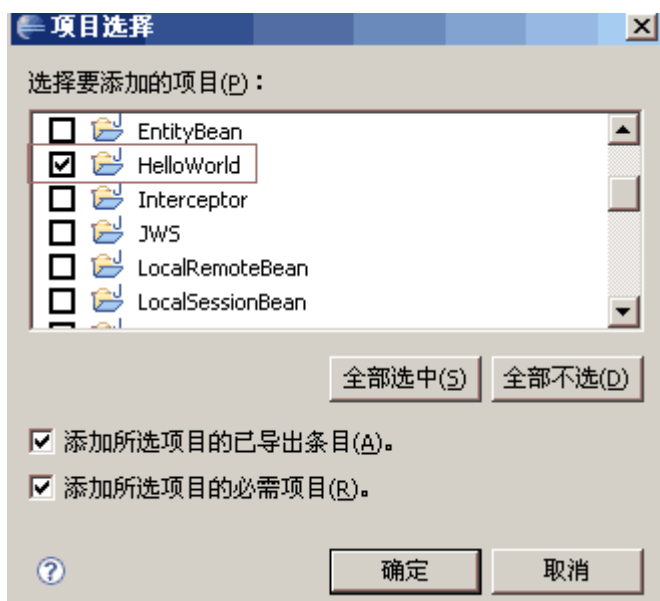 项目选择
选择要添加的项目(P)：
EntityBean
HelloWorld
Interceptor
JWS
LocalRemoteBean
LocalSessionBean
全部选中(S) 全部不选(D)
添加所选项目的已导出条目(A)。
添加所选项目的必需项目(R)。
确定 取消